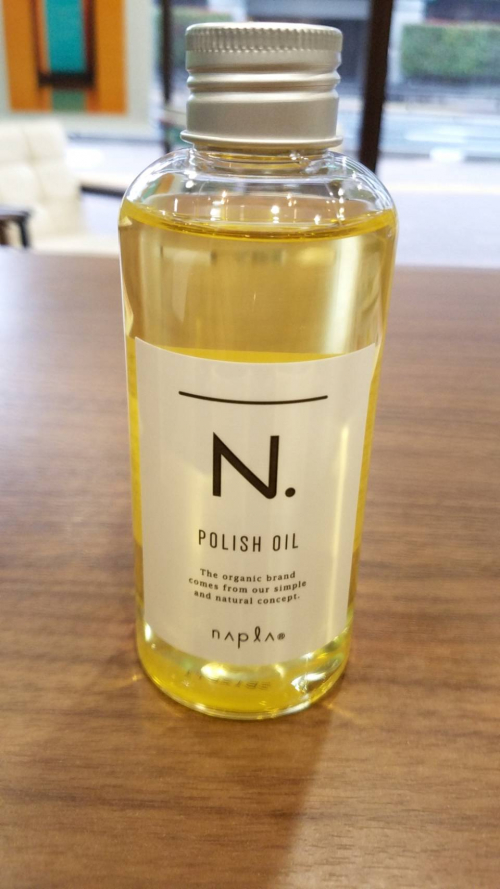 N.
POLISH OIL
The organic brand
comes from our simple
and natural concept.
napla®